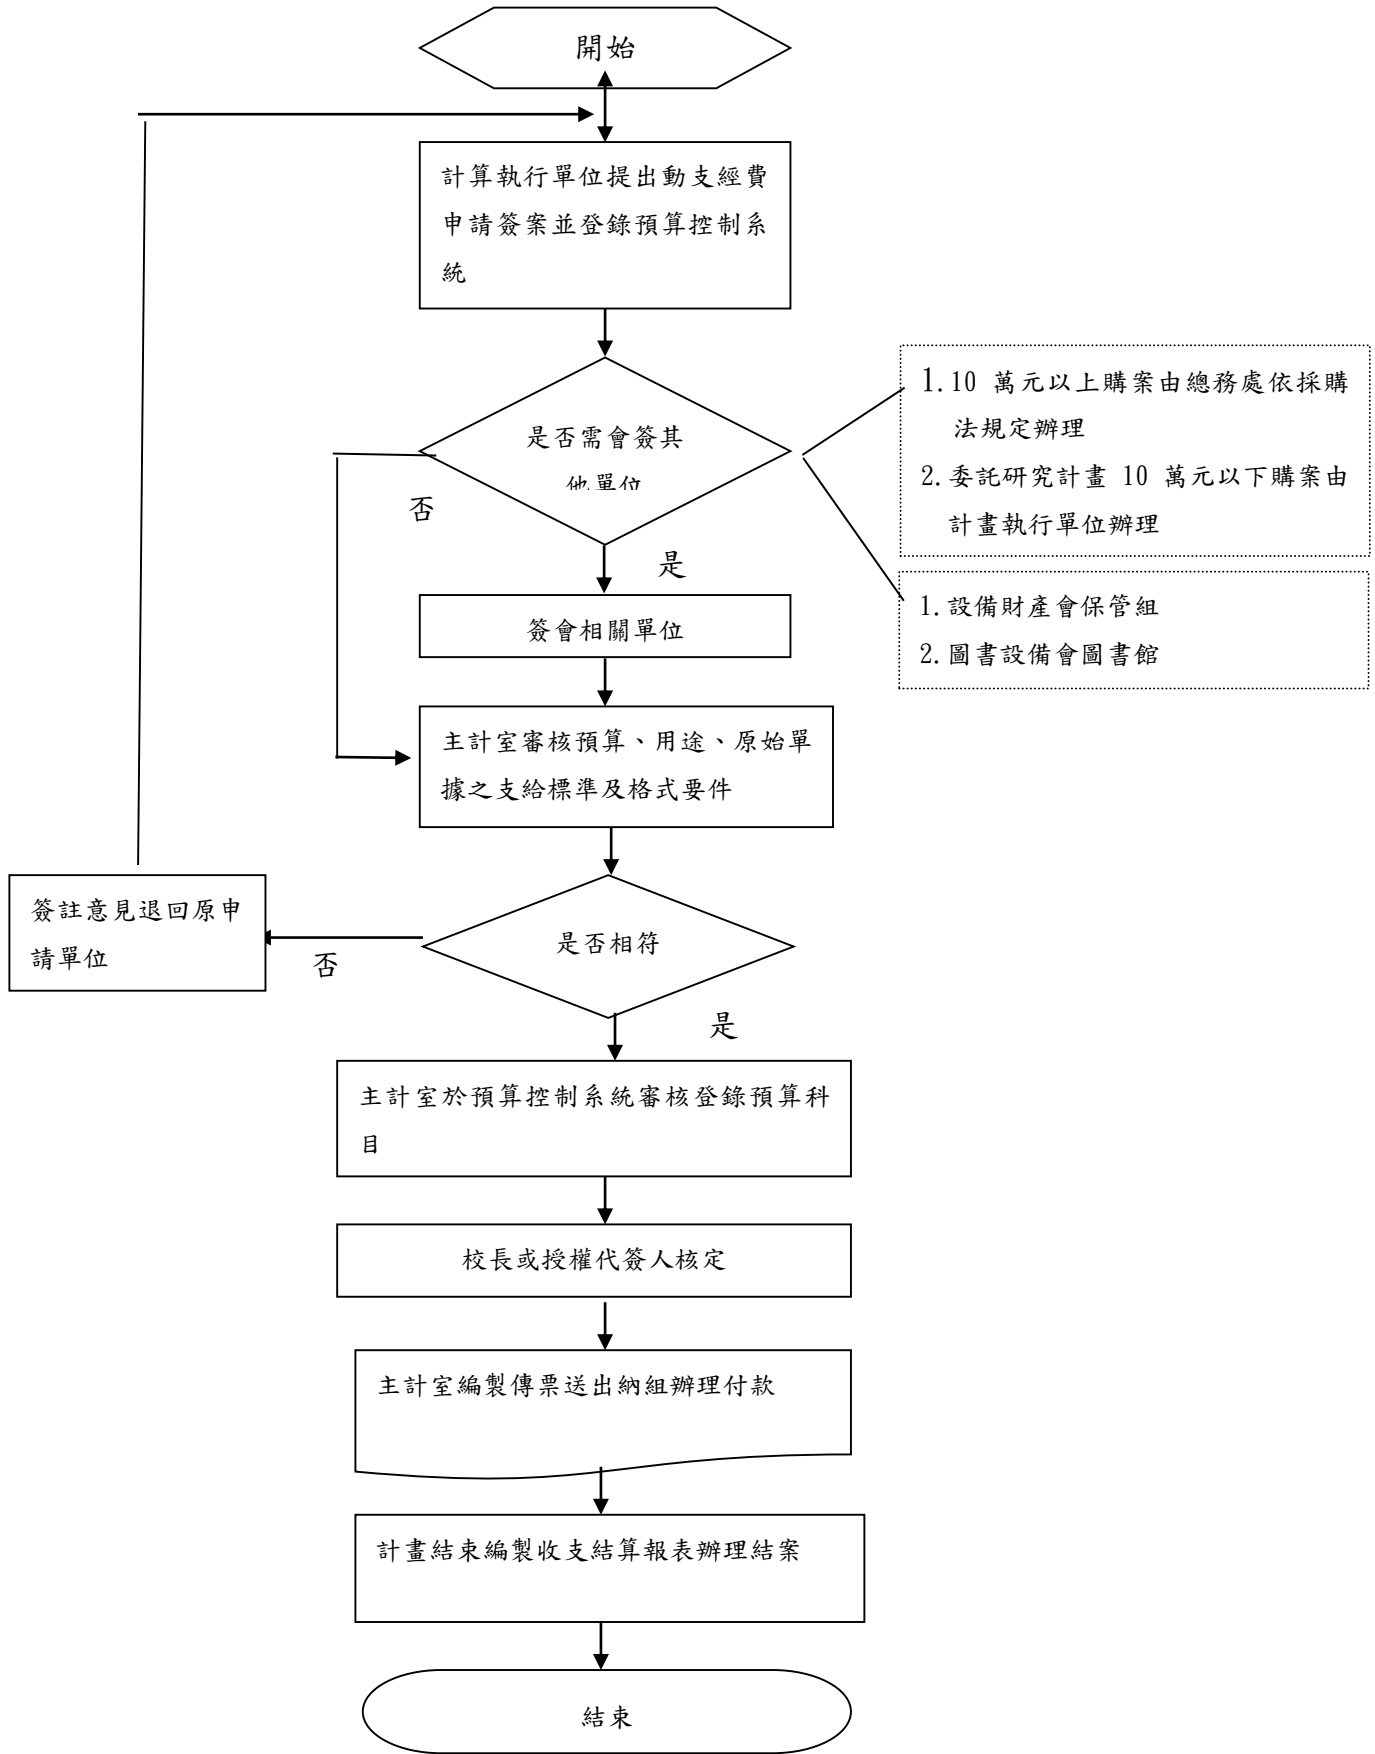 開始
計算執行單位提出動支經費
申請簽案並登錄預算控制系
統
1.10 萬元以上購案由總務處依採購
法規定辦理
2.委託研究計畫 10 萬元以下購案由
計畫執行單位辦理
是否需會簽其
他單位
否
是
1.設備財產會保管組
2.圖書設備會圖書館
簽會相關單位
主計室審核預算、用途、原始單
據之支給標準及格式要件
簽註意見退回原申
請單位
否
是否相符
是
主計室於預算控制系統審核登錄預算科
目
校長或授權代簽人核定
主計室編製傳票送出納組辦理付款
計畫結束編製收支結算報表辦理結案
結束